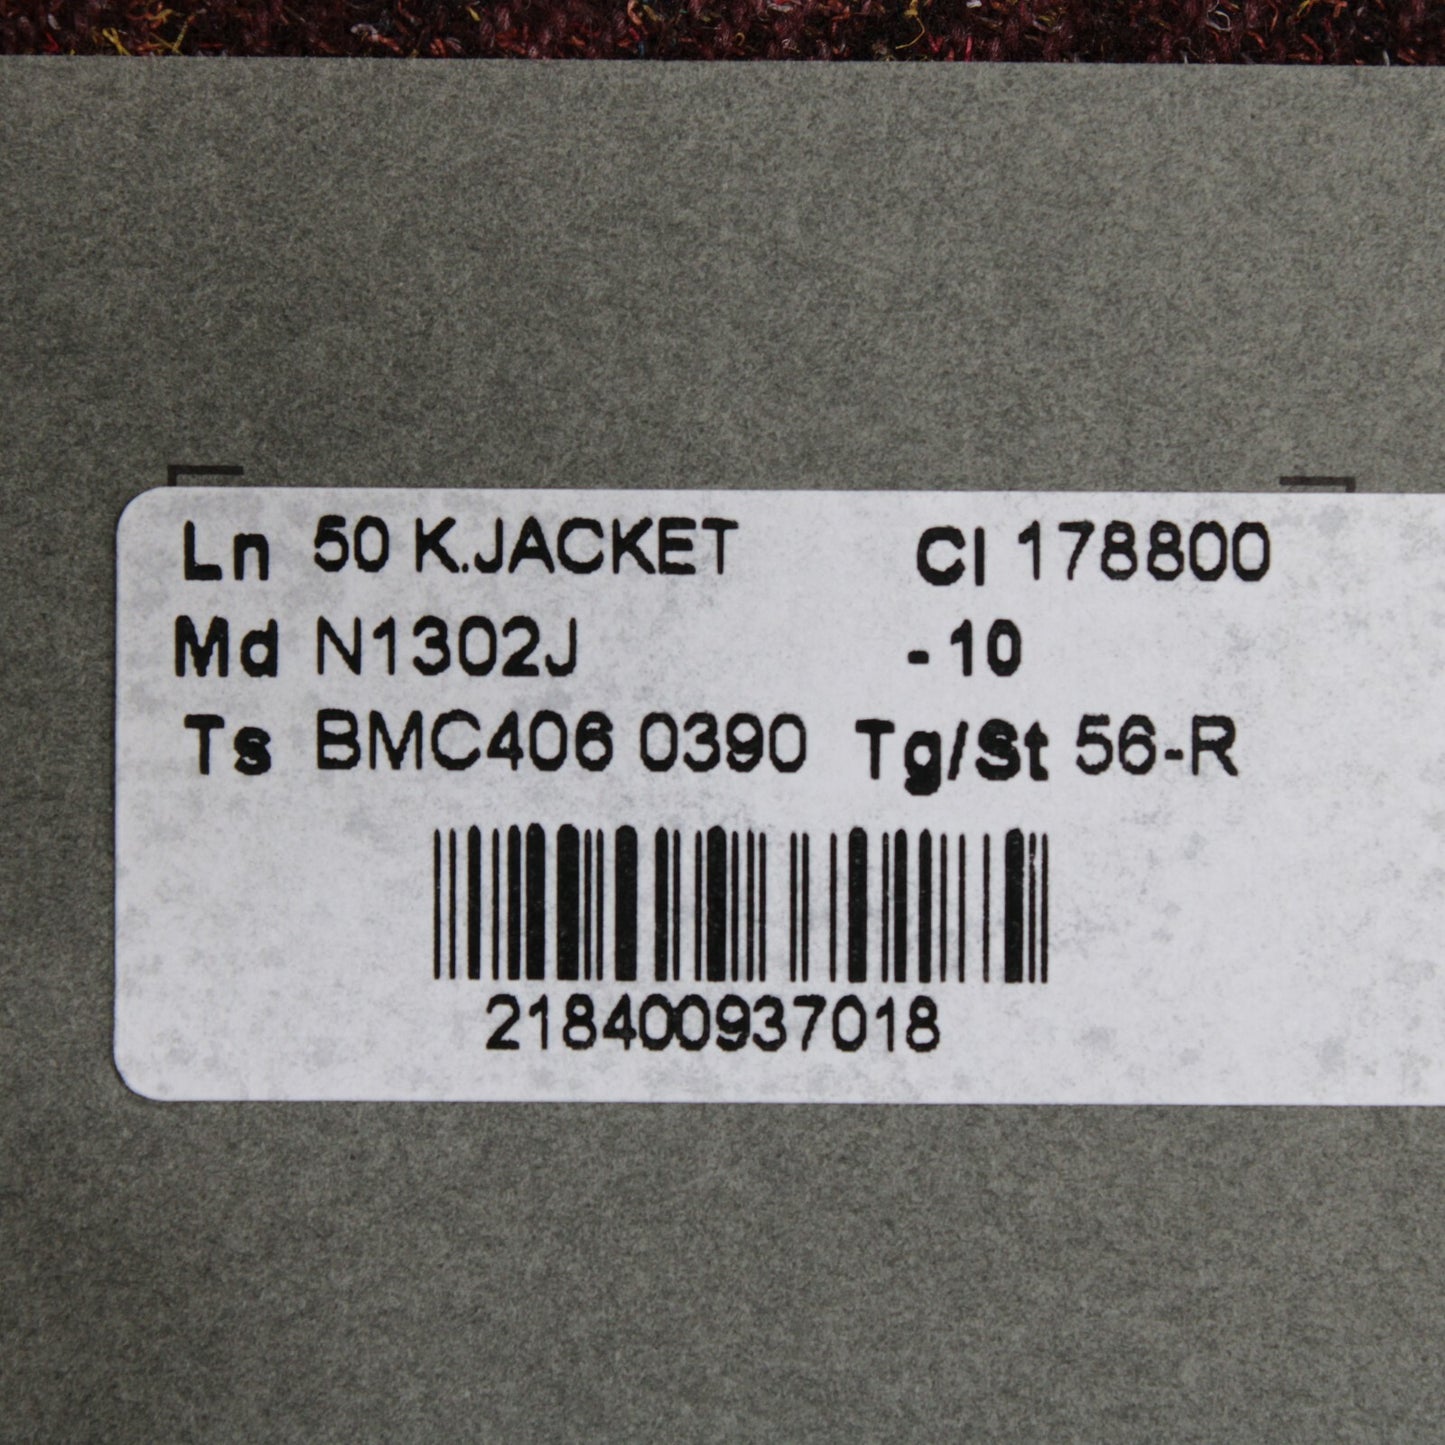 Ln 50 K.JACKET Cl 178800
Md N1302J -10
Ts BMC406 0390 Tg/St 56-R
218400937018